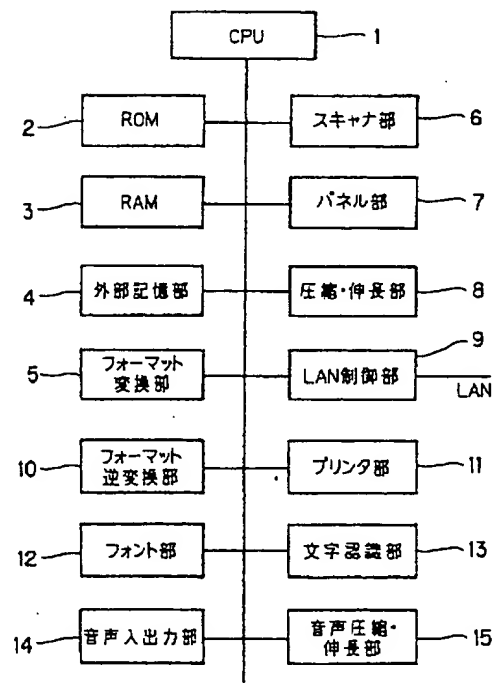 CPU
1
2
ROM
スキャナ部
6
3
RAM
パネル部
7
4
外部記憶部
圧縮・伸長部
8
5
フォーマット
変換部
LAN制御部
9
LAN
10
フォーマット
逆変換部
プリンタ部
11
12
フォント部
文字認識部
13
14
音声入出力部
音声圧縮・
伸長部
15